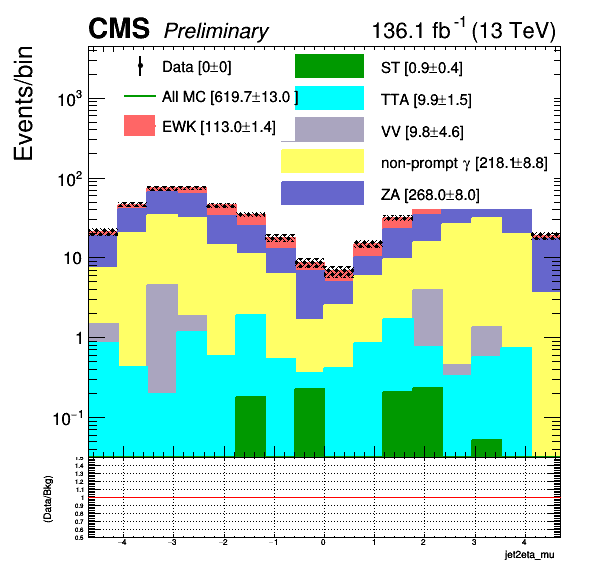 CMS Preliminary 136.1 fb⁻¹ (13 TeV)
Events/bin
Data [0±0]
All MC [619.7±13.0 ]
EWK [113.0±1.4]
ST [0.9±0.4]
TTA [9.9±1.5]
VV [9.8±4.6]
non-prompt γ [218.1±8.8]
ZA [268.0±8.0]
10³
10²
10
1
10⁻¹
(Data/Bkg)
1.5
1.4
1.3
1.2
1.1
1
0.9
0.8
0.7
0.6
0.5
−4 −3 −2 −1 0 1 2 3 4
jet2eta_mu